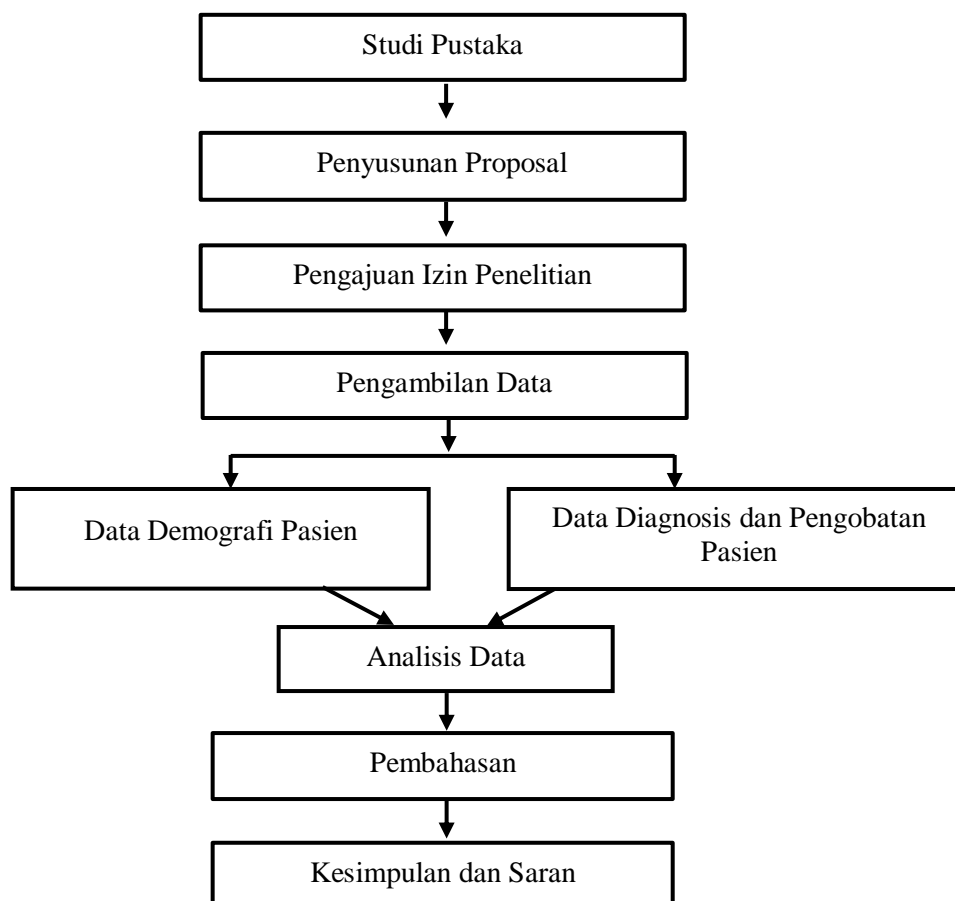 Studi Pustaka
Penyusunan Proposal
Pengajuan Izin Penelitian
Pengambilan Data
Data Demografi Pasien
Data Diagnosis dan Pengobatan
Pasien
Analisis Data
Pembahasan
Kesimpulan dan Saran